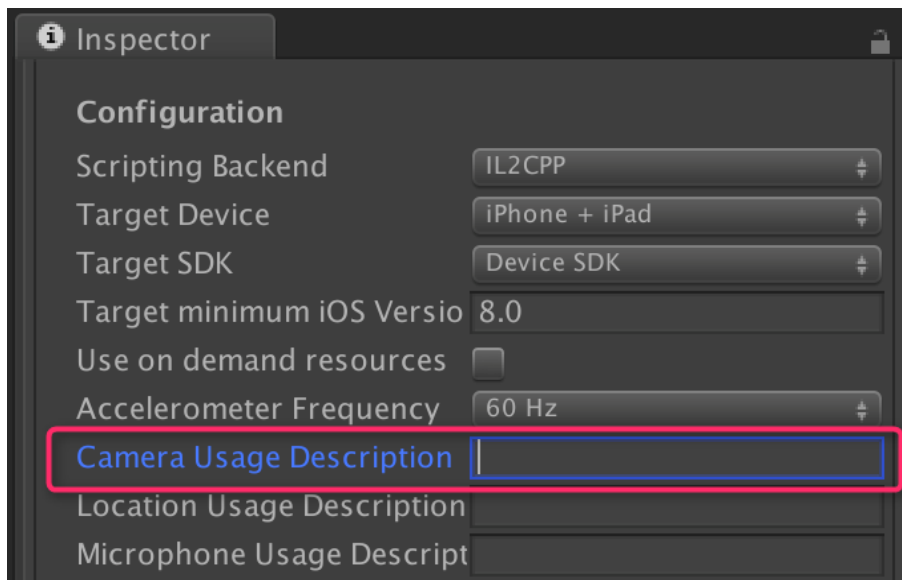 Inspector
Configuration
Scripting Backend IL2CPP
Target Device iPhone + iPad
Target SDK Device SDK
Target minimum iOS Versio 8.0
Use on demand resources
Accelerometer Frequency 60 Hz
Camera Usage Description
Location Usage Description
Microphone Usage Descript